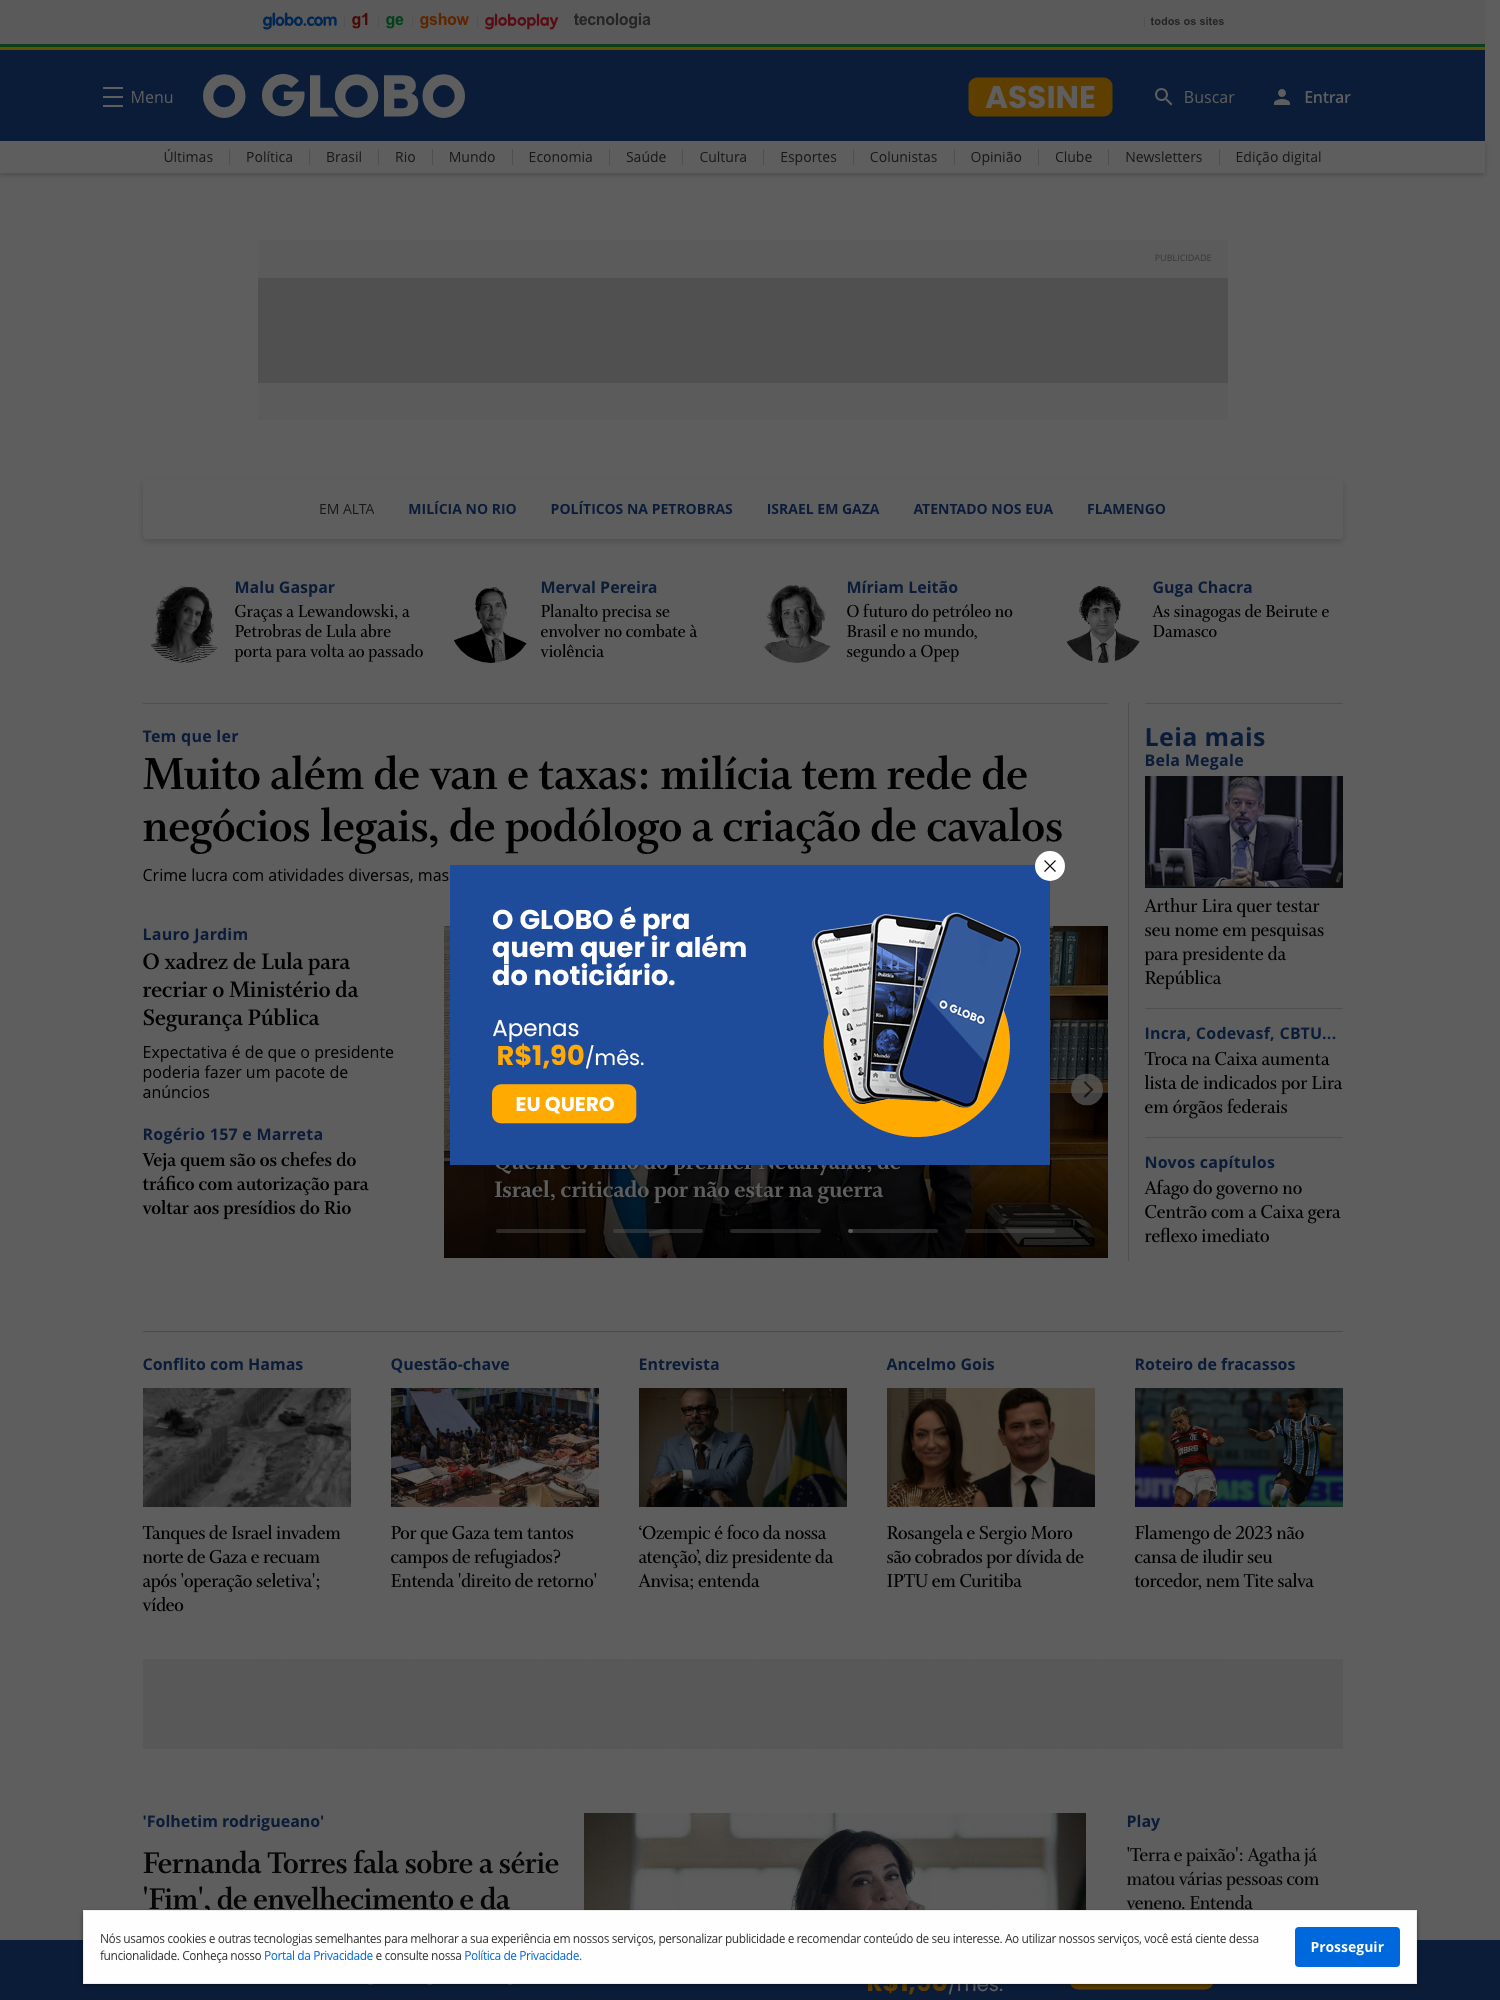 globo.com g1 ge gshow globoplay tecnologia todos os sites
Menu O GLOBO ASSINE Buscar Entrar
Últimas Política Brasil Rio Mundo Economia Saúde Cultura Esportes Colunistas Opinião Clube Newsletters Edição digital
PUBLICIDADE
EM ALTA MILÍCIA NO RIO POLÍTICOS NA PETROBRAS ISRAEL EM GAZA ATENTADO NOS EUA FLAMENGO
Malu Gaspar
Graças a Lewandowski, a
Petrobras de Lula abre
porta para volta ao passado
Merval Pereira
Planalto precisa se
envolver no combate à
violência
Míriam Leitão
O futuro do petróleo no
Brasil e no mundo,
segundo a Opep
Guga Chacra
As sinagogas de Beirute e
Damasco
Tem que ler
Muito além de van e taxas: milícia tem rede de
negócios legais, de podólogo a criação de cavalos
Crime lucra com atividades diversas, mas
Lauro Jardim
O xadrez de Lula para
recriar o Ministério da
Segurança Pública
Expectativa é de que o presidente
poderia fazer um pacote de
anúncios
Rogério 157 e Marreta
Veja quem são os chefes do
tráfico com autorização para
voltar aos presídios do Rio
O GLOBO é pra
quem quer ir além
do noticiário.
Apenas
R$1,90/mês.
EU QUERO
Colunistas
Editorias
Política
Rio
Mundo
O GLOBO
Quem é o filho do premier Netanyahu, de
Israel, criticado por não estar na guerra
Leia mais
Bela Megale
Arthur Lira quer testar
seu nome em pesquisas
para presidente da
República
Incra, Codevasf, CBTU...
Troca na Caixa aumenta
lista de indicados por Lira
em órgãos federais
Novos capítulos
Afago do governo no
Centrão com a Caixa gera
reflexo imediato
Conflito com Hamas
Tanques de Israel invadem
norte de Gaza e recuam
após 'operação seletiva';
vídeo
Questão-chave
Por que Gaza tem tantos
campos de refugiados?
Entenda 'direito de retorno'
Entrevista
‘Ozempic é foco da nossa
atenção’, diz presidente da
Anvisa; entenda
Ancelmo Gois
Rosangela e Sergio Moro
são cobrados por dívida de
IPTU em Curitiba
Roteiro de fracassos
Flamengo de 2023 não
cansa de iludir seu
torcedor, nem Tite salva
'Folhetim rodrigueano'
Fernanda Torres fala sobre a série
'Fim', de envelhecimento e da
Play
'Terra e paixão': Agatha já
matou várias pessoas com
veneno. Entenda
Nós usamos cookies e outras tecnologias semelhantes para melhorar a sua experiência em nossos serviços, personalizar publicidade e recomendar conteúdo de seu interesse. Ao utilizar nossos serviços, você está ciente dessa
funcionalidade. Conheça nosso Portal da Privacidade e consulte nossa Política de Privacidade.
Prosseguir
R$1,90/mês.